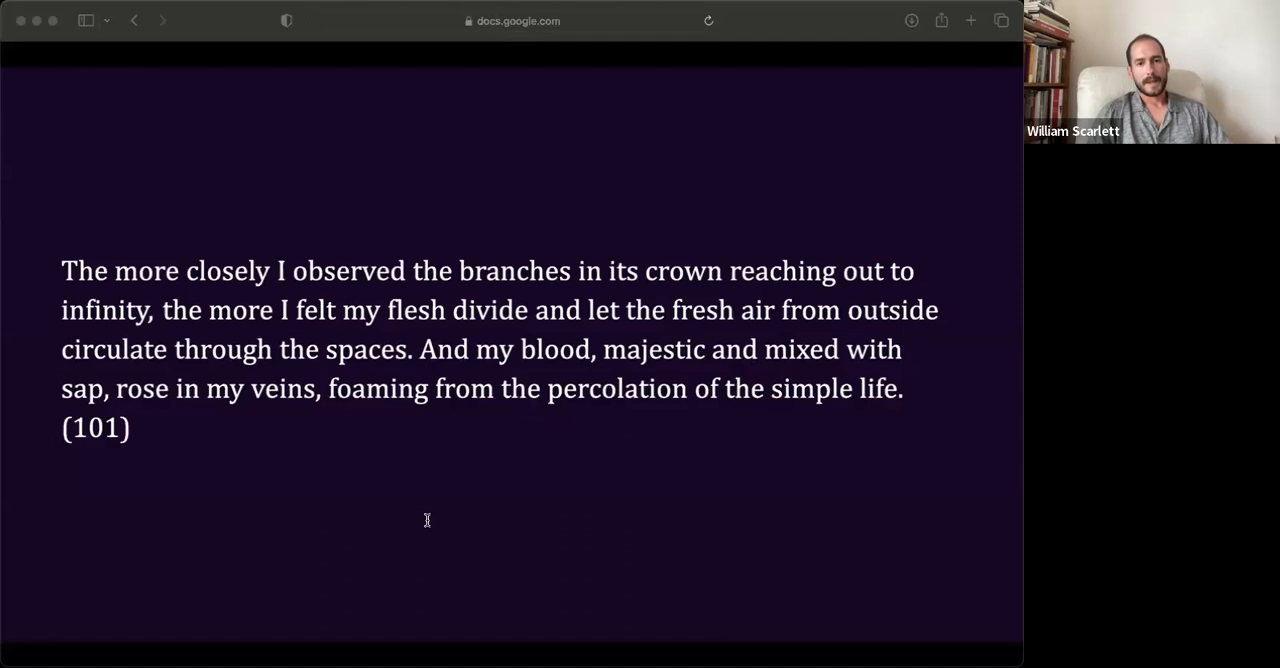 docs.google.com
The more closely I observed the branches in its crown reaching out to
infinity, the more I felt my flesh divide and let the fresh air from outside
circulate through the spaces. And my blood, majestic and mixed with
sap, rose in my veins, foaming from the percolation of the simple life.
(101)
William Scarlett